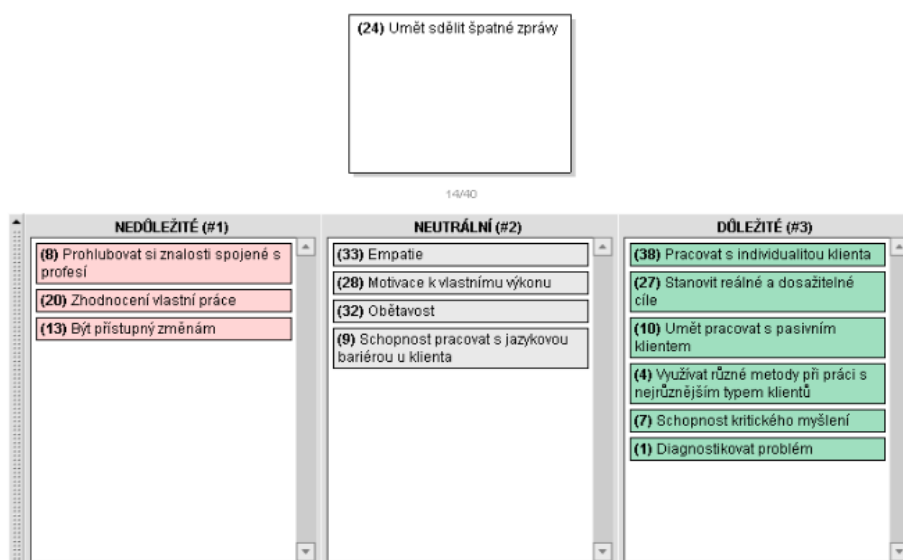 (24) Umět sdělit špatné zprávy
14/40
NEDŮLEŽITÉ (#1)
(8) Prohlubovat si znalosti spojené s
profesí
(20) Zhodnocení vlastní práce
(13) Být přístupný změnám
NEUTRÁLNÍ (#2)
(33) Empatie
(28) Motivace k vlastnímu výkonu
(32) Obětavost
(9) Schopnost pracovat s jazykovou
bariérou u klienta
DŮLEŽITÉ (#3)
(38) Pracovat s individualitou klienta
(27) Stanovit reálné a dosažitelné
cíle
(10) Umět pracovat s pasivním
klientem
(4) Využívat různé metody při práci s
nejrůznějším typem klientů
(7) Schopnost kritického myšlení
(1) Diagnostikovat problém